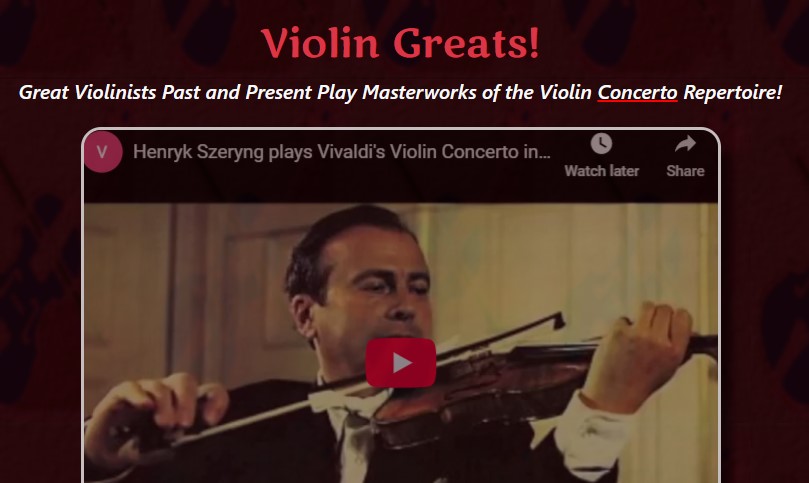 Violin Greats!
Great Violinists Past and Present Play Masterworks of the Violin Concerto Repertoire!
V
Henryk Szeryng plays Vivaldi's Violin Concerto in...
Watch later
Share